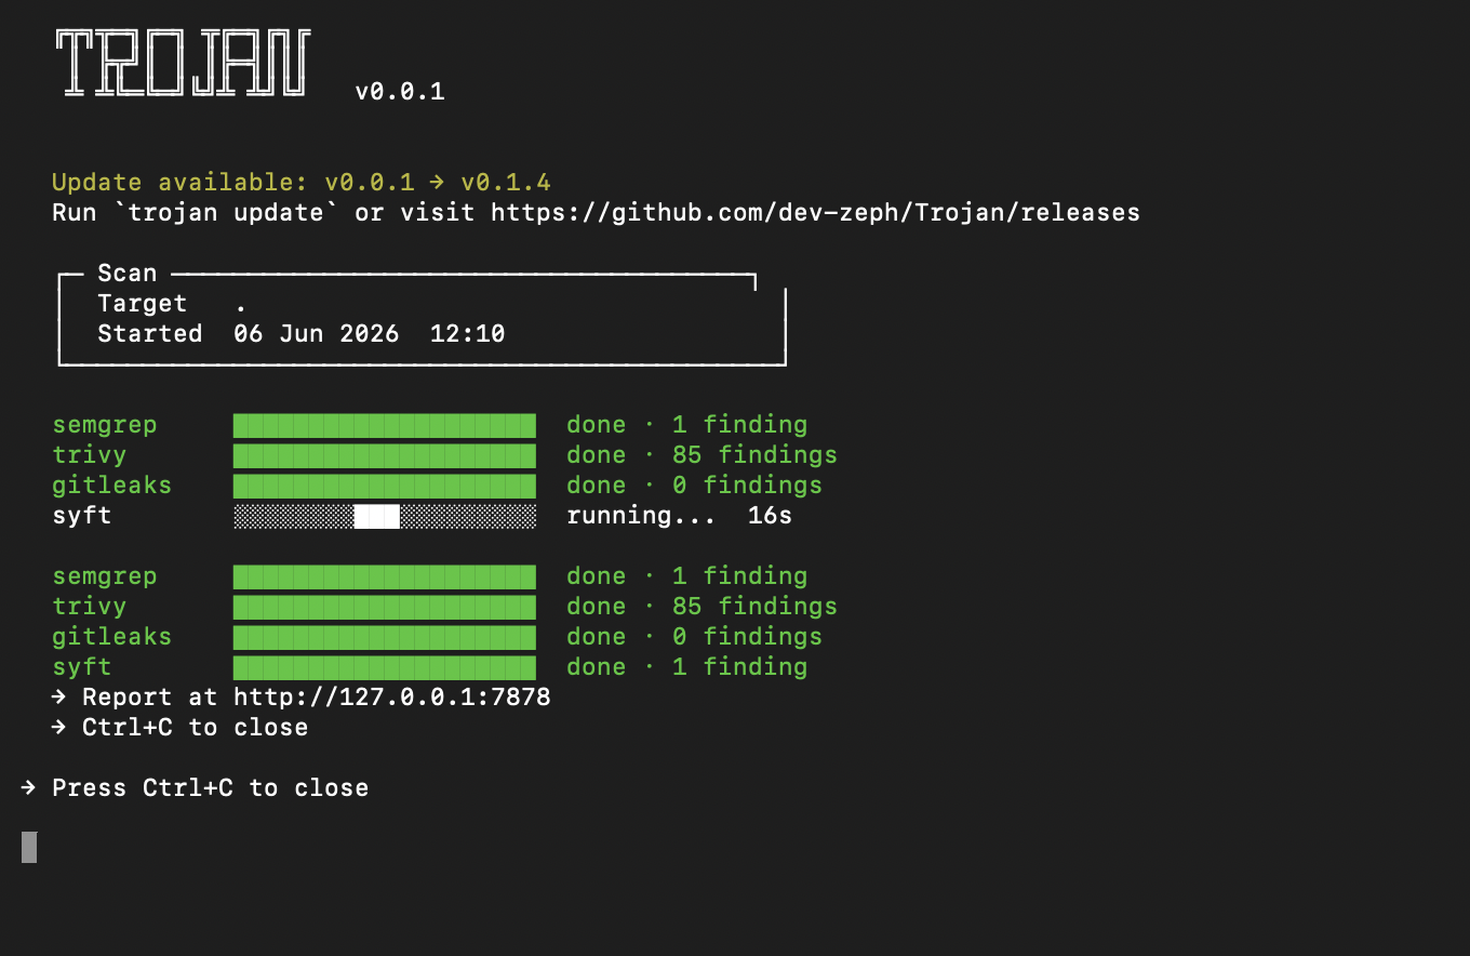 TROJAN v0.0.1
Update available: v0.0.1 → v0.1.4
Run `trojan update` or visit https://github.com/dev-zeph/Trojan/releases
Scan
Target .
Started 06 Jun 2026 12:10
semgrep done · 1 finding
trivy done · 85 findings
gitleaks done · 0 findings
syft running... 16s
semgrep done · 1 finding
trivy done · 85 findings
gitleaks done · 0 findings
syft done · 1 finding
→ Report at http://127.0.0.1:7878
→ Ctrl+C to close
→ Press Ctrl+C to close